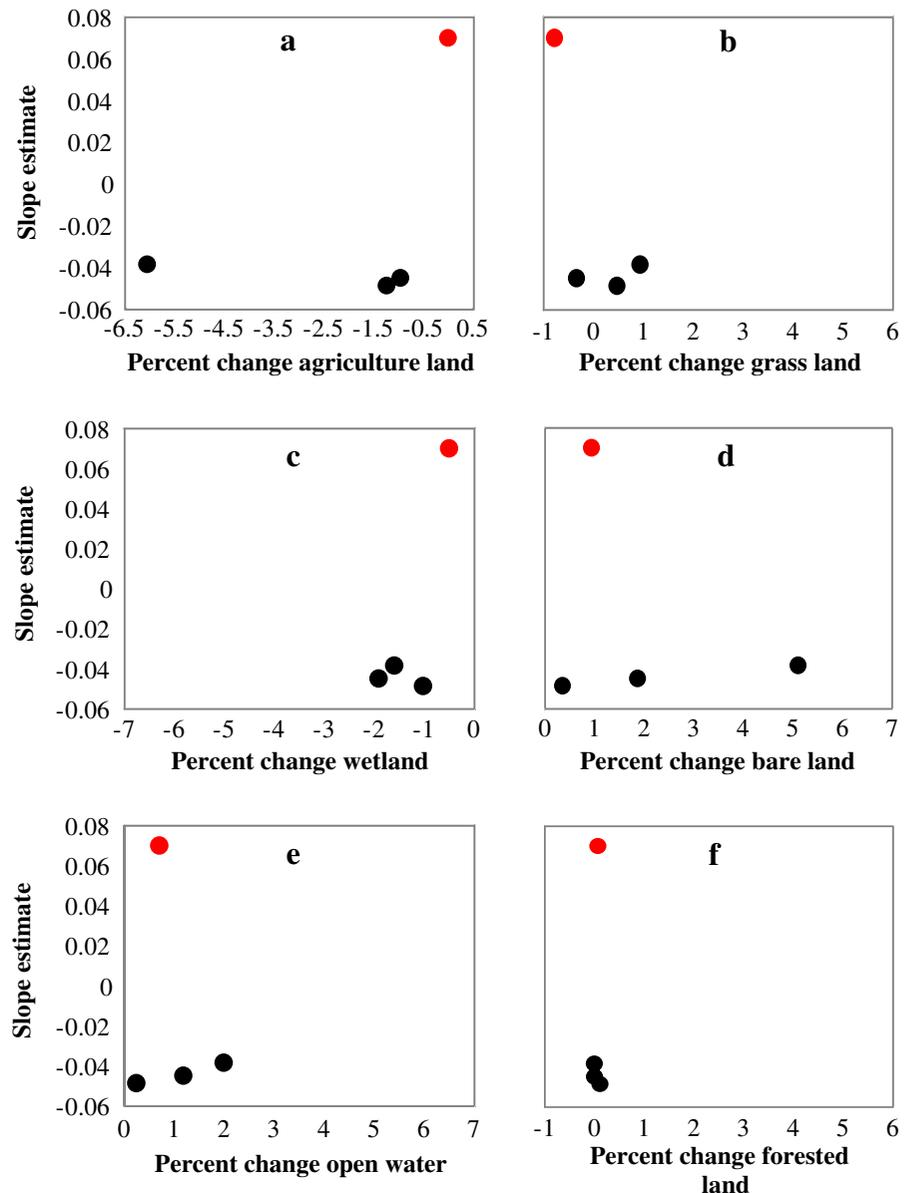 0.08
0.06
0.04
0.02
0
-0.02
-0.04
-0.06
Slope estimate
a
-6.5 -5.5 -4.5 -3.5 -2.5 -1.5 -0.5 0.5
Percent change agriculture land
b
-1 0 1 2 3 4 5 6
Percent change grass land
0.08
0.06
0.04
0.02
0
-0.02
-0.04
-0.06
Slope estimate
c
-7 -6 -5 -4 -3 -2 -1 0
Percent change wetland
d
0 1 2 3 4 5 6 7
Percent change bare land
0.08
0.06
0.04
0.02
0
-0.02
-0.04
-0.06
Slope estimate
e
0 1 2 3 4 5 6 7
Percent change open water
f
-1 0 1 2 3 4 5 6
Percent change forested
land